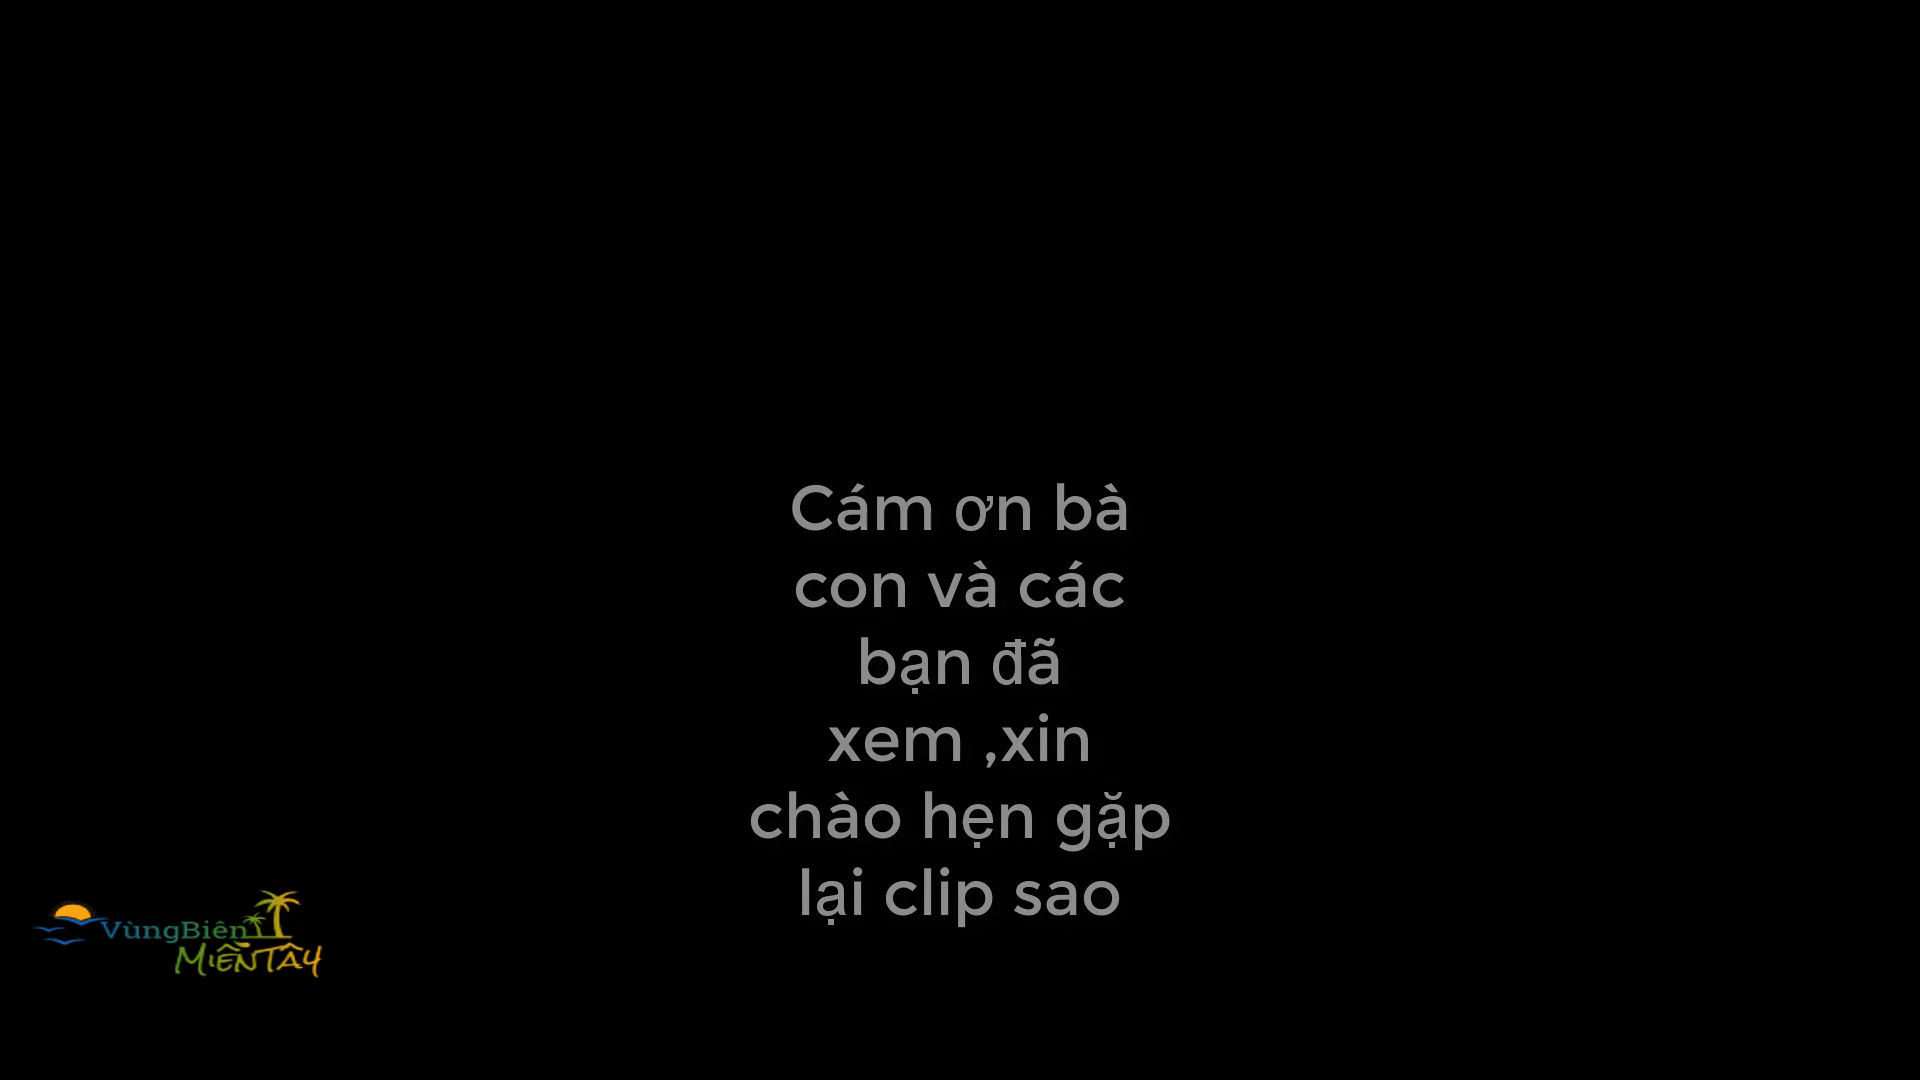 Cám ơn bà
con và các
bạn đã
xem ,xin
chào hẹn gặp
lại clip sao
VùngBiên
MiềnTây